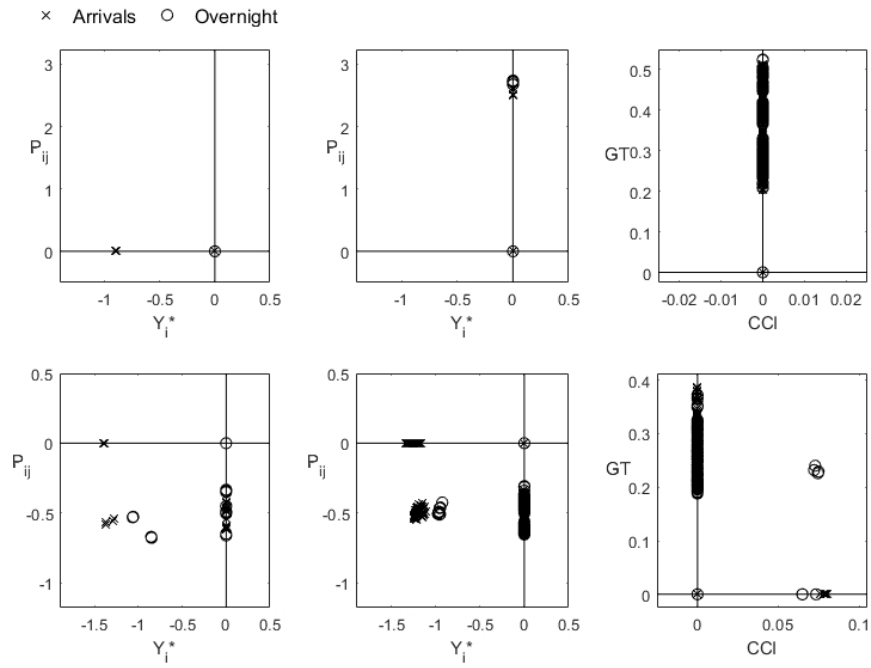 × Arrivals ○ Overnight
3
2
1
0
P_ij
-1 -0.5 0 0.5
Y_i*
3
2
1
0
P_ij
-1 -0.5 0 0.5
Y_i*
0.5
0.4
0.3
0.2
0.1
0
GT
-0.02 -0.01 0 0.01 0.02
CCI
0.5
0
-0.5
-1
P_ij
-1.5 -1 -0.5 0 0.5
Y_i*
0.5
0
-0.5
-1
P_ij
-1.5 -1 -0.5 0 0.5
Y_i*
0.4
0.3
0.2
0.1
0
GT
0 0.05 0.1
CCI